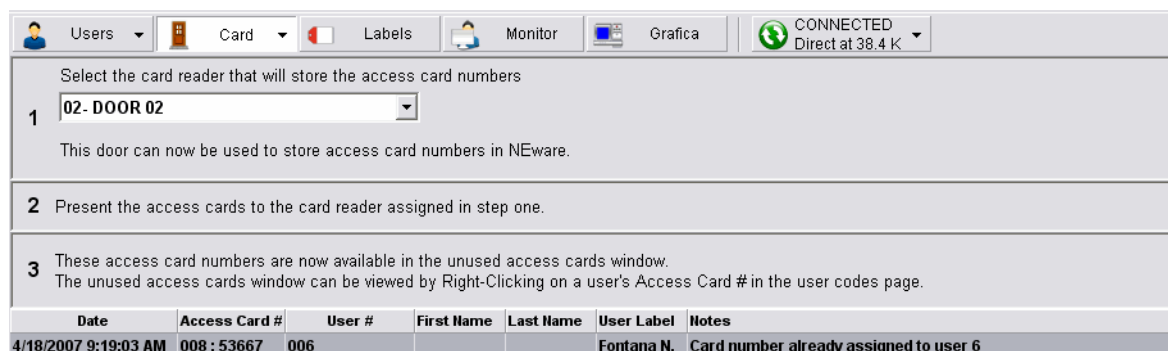 Users Card Labels Monitor Grafica CONNECTED
Direct at 38.4 K
Select the card reader that will store the access card numbers
1 02- DOOR 02
This door can now be used to store access card numbers in NEware.
2 Present the access cards to the card reader assigned in step one.
3 These access card numbers are now available in the unused access cards window.
The unused access cards window can be viewed by Right-Clicking on a user's Access Card # in the user codes page.
Date Access Card # User # First Name Last Name User Label Notes
4/18/2007 9:19:03 AM 008 : 53667 006 Fontana N. Card number already assigned to user 6